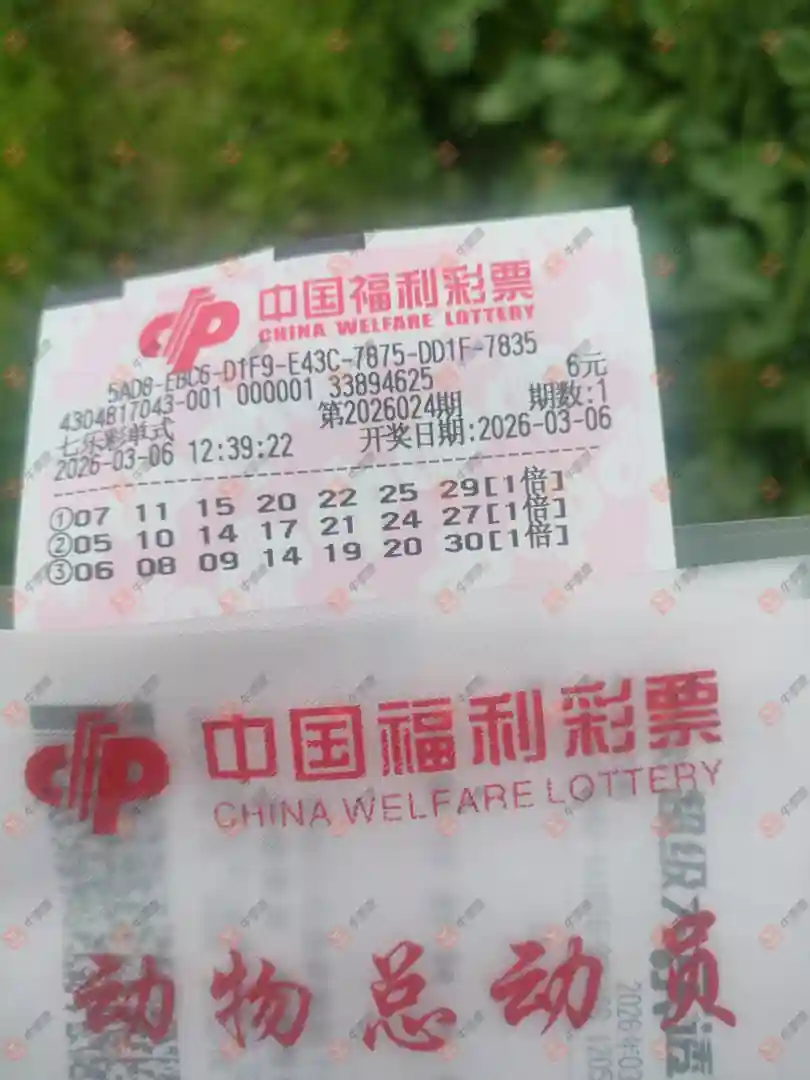 中国福利彩票
CHINA WELFARE LOTTERY
5AD8-EBC6-D1F9-E43C-7875-DD1F-7835
4304817043-001 000001 33894625 6元
七乐彩单式 第2026024期 期数:1
2026-03-06 12:39:22 开奖日期:2026-03-06
①07 11 15 20 22 25 29[1倍]
②05 10 14 17 21 24 27[1倍]
③06 08 09 14 19 20 30[1倍]
中国福利彩票
CHINA WELFARE LOTTERY
动物总动员